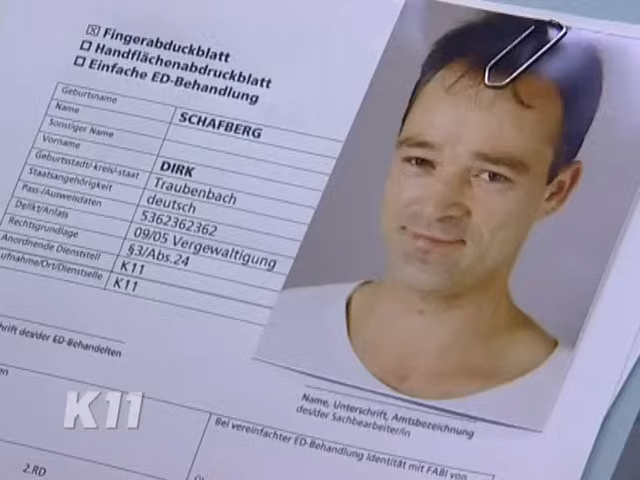 ☒ Fingerabduckblatt
☐ Handflächenabdruckblatt
☐ Einfache ED-Behandlung
Geburtsname
Name SCHAFBERG
Sonstiger Name
Vorname DIRK
Geburtsstadt/-kreis/-staat Traubenbach
Staatsangehörigkeit deutsch
Pass-/Ausweisdaten 5362362362
Delikt/Anlass 09/05 Vergewaltigung
Rechtsgrundlage §3/Abs.24
Anordnende Dienststelle K11
ufnahme/Ort/Dienstselle K11
hrift des/der ED-Behandelten
Name, Unterschrift, Amtsbezeichnung
des/der Sachbearbeiter/in
K11
Bei vereinfachter ED-Behandlung Identität mit FABl von
2.RD